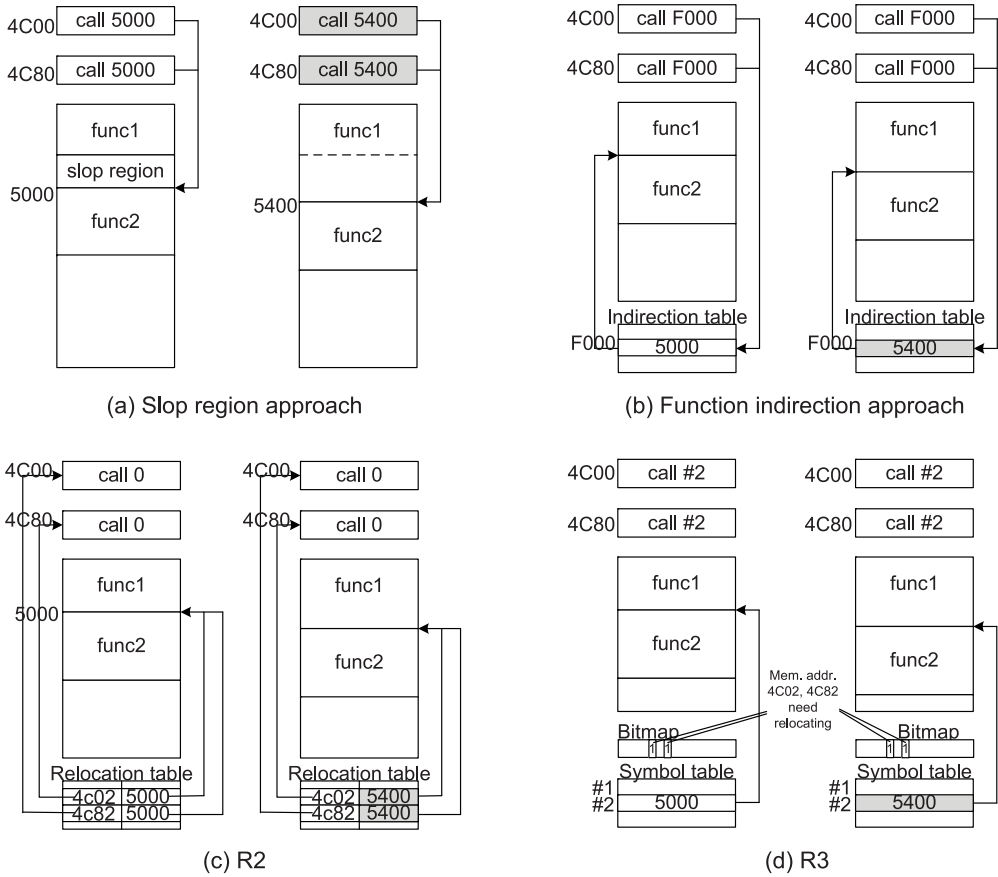 4C00 call 5000
4C80 call 5000
func1
slop region
5000
func2
4C00 call 5400
4C80 call 5400
func1
5400
func2
(a) Slop region approach
4C00 call F000
4C80 call F000
func1
func2
Indirection table
F000 5000
4C00 call F000
4C80 call F000
func1
func2
Indirection table
F000 5400
(b) Function indirection approach
4C00 call 0
4C80 call 0
func1
5000
func2
Relocation table
4c02 5000
4c82 5000
4C00 call 0
4C80 call 0
func1
func2
Relocation table
4c02 5400
4c82 5400
(c) R2
4C00 call #2
4C80 call #2
func1
func2
Mem. addr.
4C02, 4C82
need
relocating
Bitmap
1 1
Symbol table
#1
#2 5000
4C00 call #2
4C80 call #2
func1
func2
Bitmap
1 1
Symbol table
#1
#2 5400
(d) R3